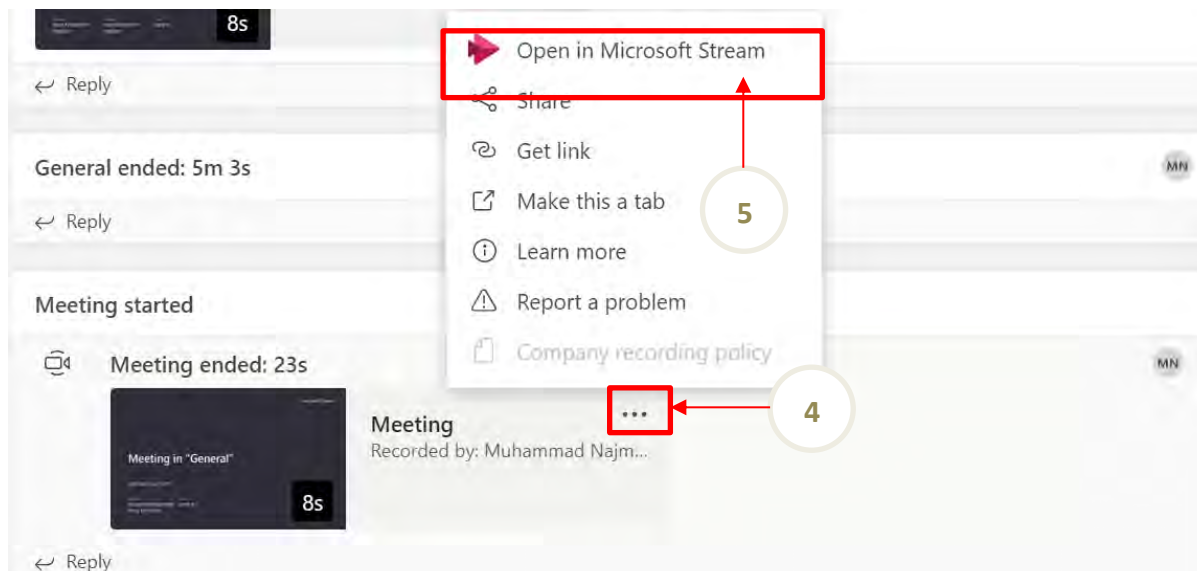 8s
Open in Microsoft Stream
Reply
Share
Get link
General ended: 5m 3s
MN
Make this a tab
5
Reply
Learn more
Report a problem
Meeting started
Company recording policy
Meeting ended: 23s
MN
4
Meeting
Recorded by: Muhammad Najm...
Meeting in "General"
8s
Reply